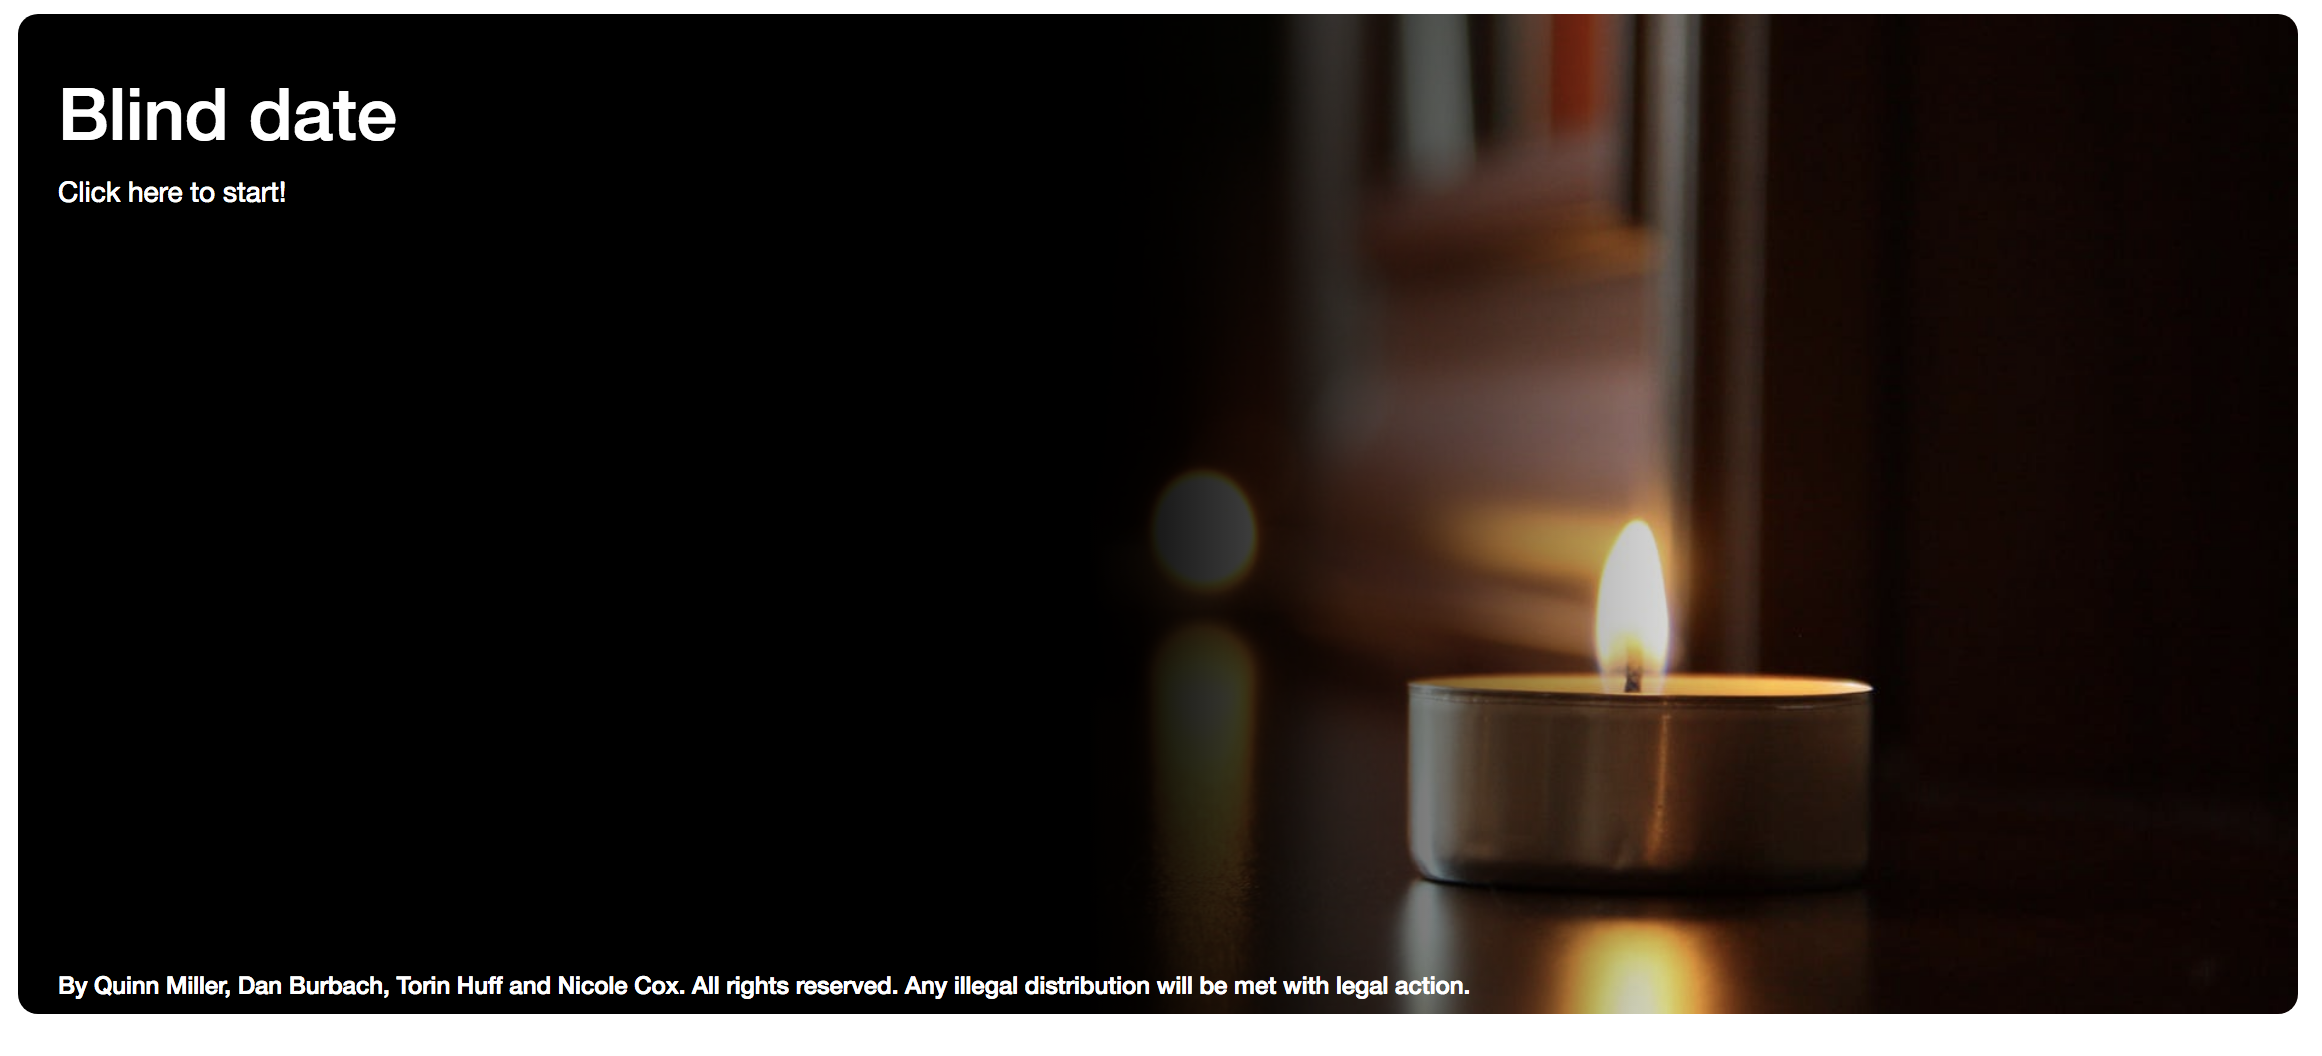 Blind date
Click here to start!
By Quinn Miller, Dan Burbach, Torin Huff and Nicole Cox. All rights reserved. Any illegal distribution will be met with legal action.